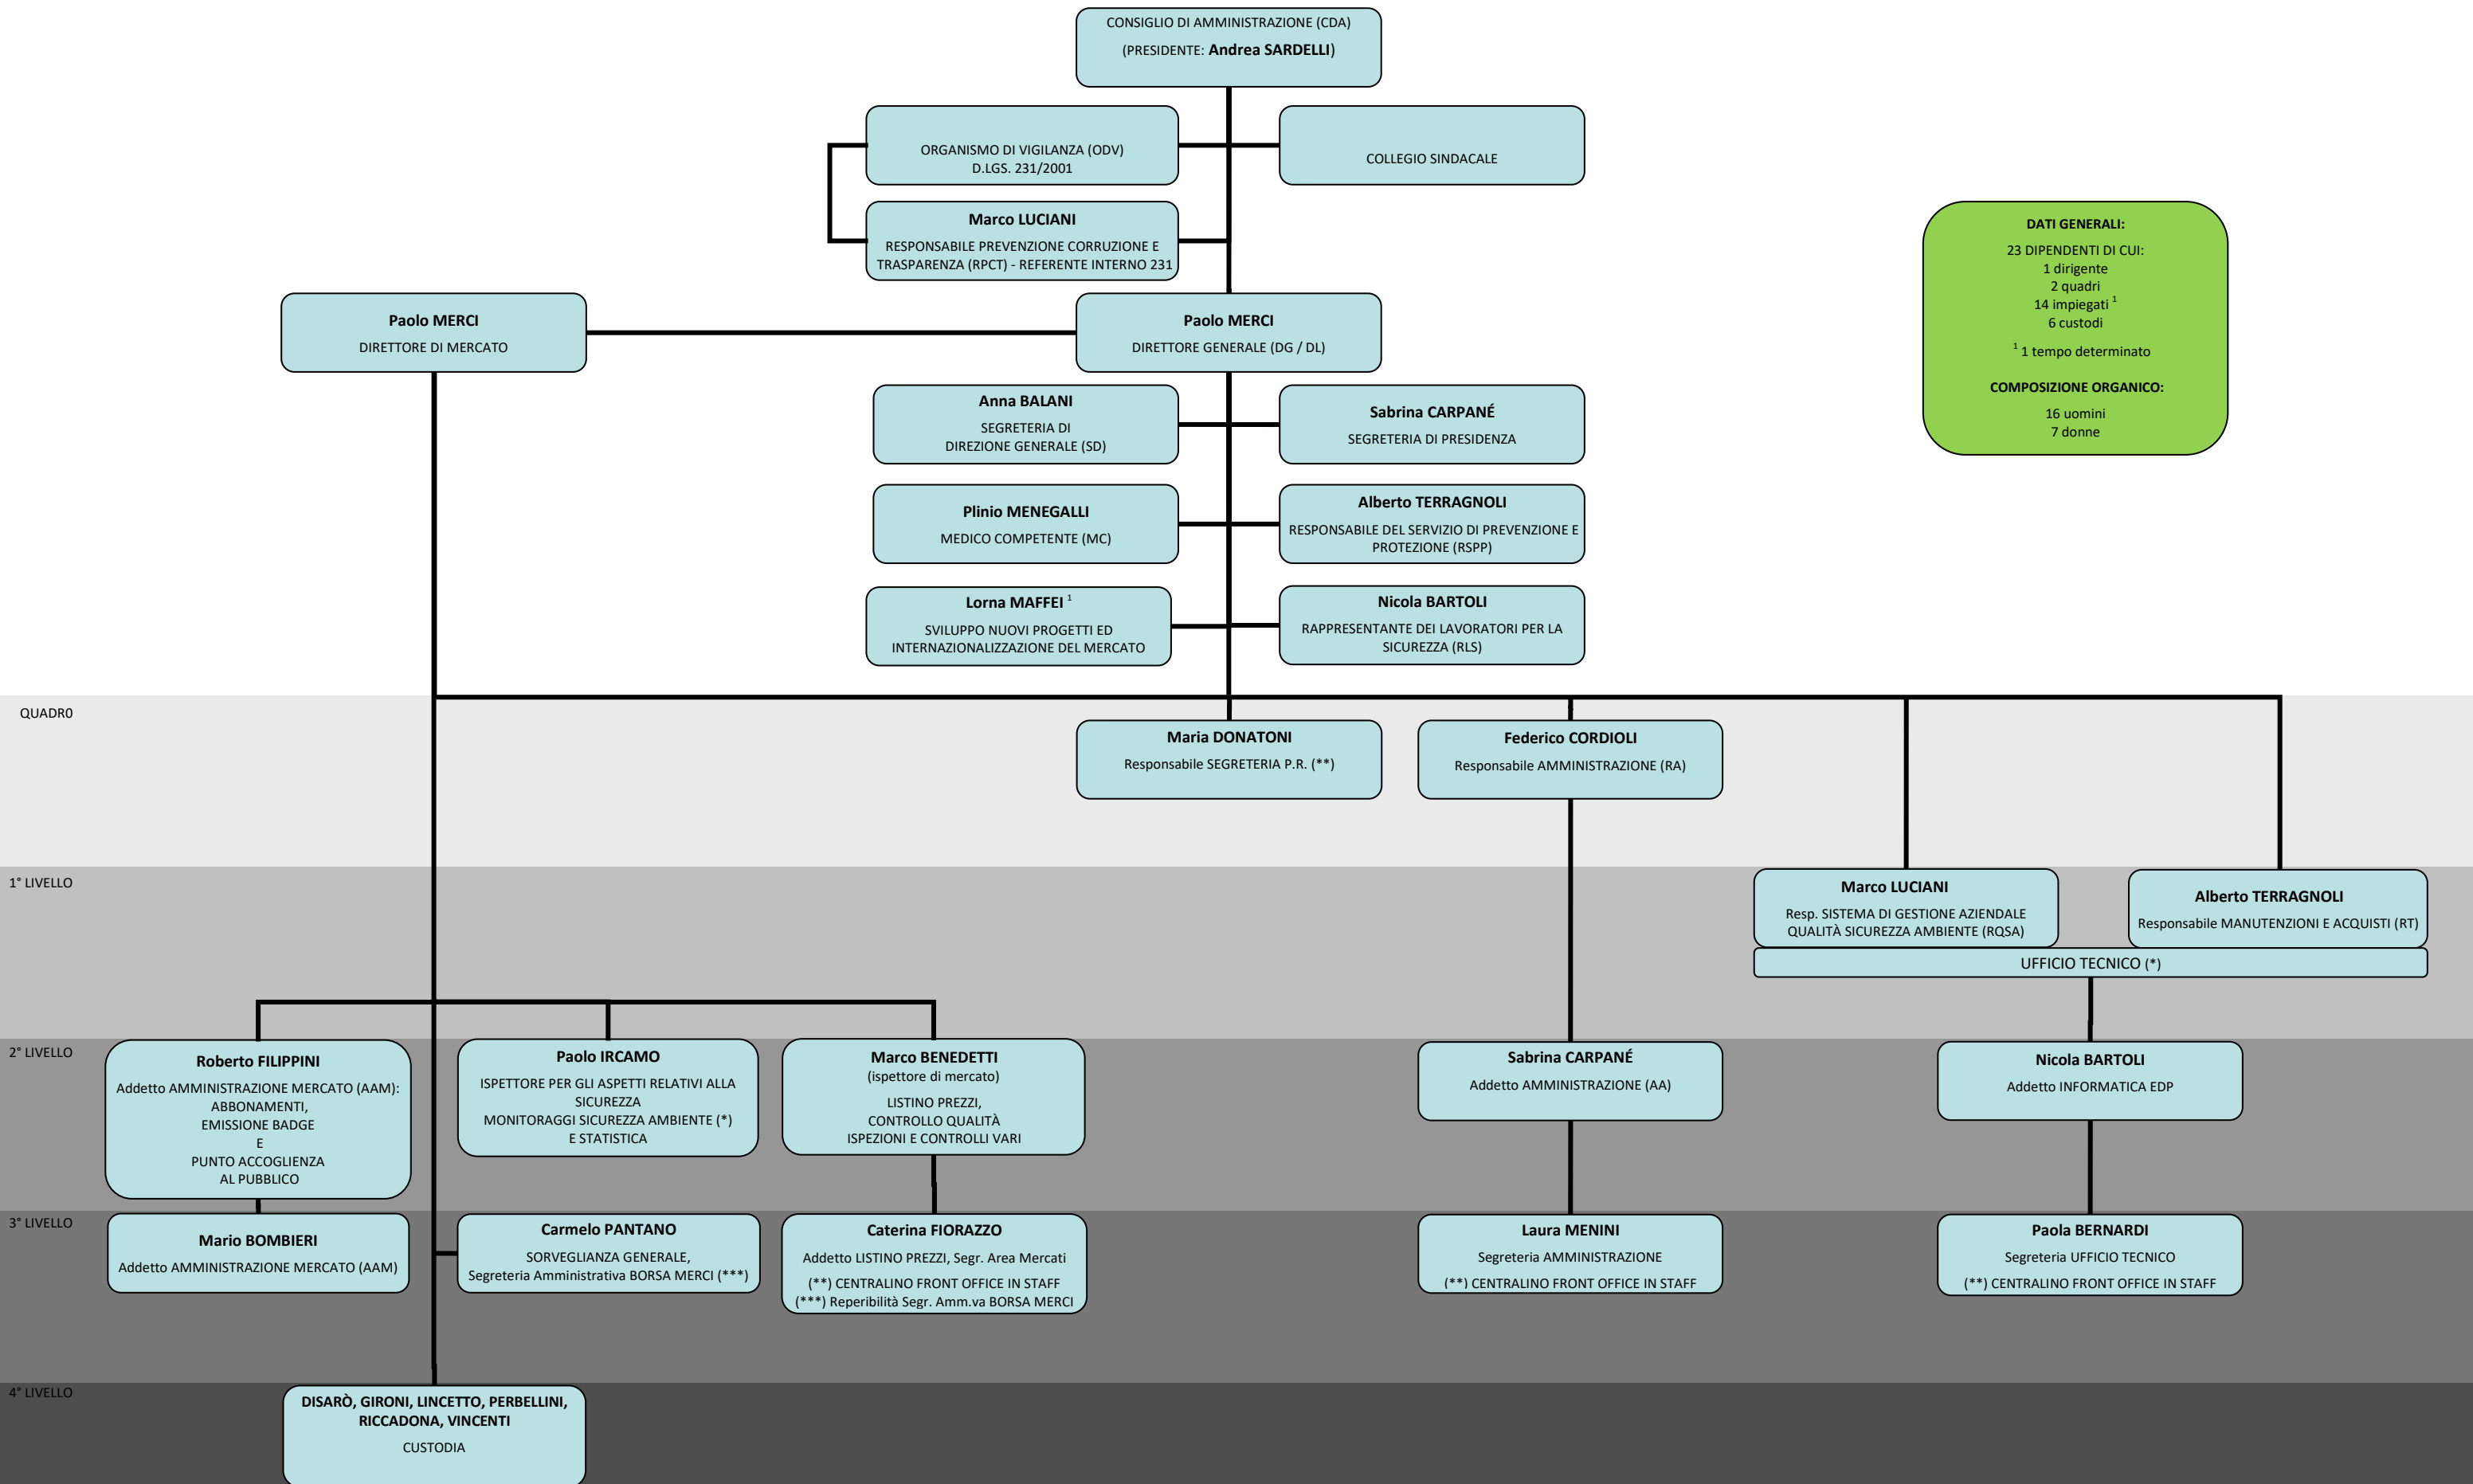 CONSIGLIO DI AMMINISTRAZIONE (CDA)
(PRESIDENTE: Andrea SARDELLI)
ORGANISMO DI VIGILANZA (ODV)
D.LGS. 231/2001
COLLEGIO SINDACALE
Marco LUCIANI
RESPONSABILE PREVENZIONE CORRUZIONE E
TRASPARENZA (RPCT) - REFERENTE INTERNO 231
DATI GENERALI:
23 DIPENDENTI DI CUI:
1 dirigente
2 quadri
14 impiegati 1
6 custodi
1 1 tempo determinato
COMPOSIZIONE ORGANICO:
16 uomini
7 donne
Paolo MERCI
DIRETTORE DI MERCATO
Paolo MERCI
DIRETTORE GENERALE (DG / DL)
Anna BALANI
SEGRETERIA DI
DIREZIONE GENERALE (SD)
Sabrina CARPANÉ
SEGRETERIA DI PRESIDENZA
Plinio MENEGALLI
MEDICO COMPETENTE (MC)
Alberto TERRAGNOLI
RESPONSABILE DEL SERVIZIO DI PREVENZIONE E
PROTEZIONE (RSPP)
Lorna MAFFEI 1
SVILUPPO NUOVI PROGETTI ED
INTERNAZIONALIZZAZIONE DEL MERCATO
Nicola BARTOLI
RAPPRESENTANTE DEI LAVORATORI PER LA
SICUREZZA (RLS)
QUADR0
Maria DONATONI
Responsabile SEGRETERIA P.R. (**)
Federico CORDIOLI
Responsabile AMMINISTRAZIONE (RA)
1° LIVELLO
Marco LUCIANI
Resp. SISTEMA DI GESTIONE AZIENDALE
QUALITÀ SICUREZZA AMBIENTE (RQSA)
Alberto TERRAGNOLI
Responsabile MANUTENZIONI E ACQUISTI (RT)
UFFICIO TECNICO (*)
2° LIVELLO
Roberto FILIPPINI
Addetto AMMINISTRAZIONE MERCATO (AAM):
ABBONAMENTI,
EMISSIONE BADGE
E
PUNTO ACCOGLIENZA
AL PUBBLICO
Paolo IRCAMO
ISPETTORE PER GLI ASPETTI RELATIVI ALLA
SICUREZZA
MONITORAGGI SICUREZZA AMBIENTE (*)
E STATISTICA
Marco BENEDETTI
(ispettore di mercato)
LISTINO PREZZI,
CONTROLLO QUALITÀ
ISPEZIONI E CONTROLLI VARI
Sabrina CARPANÉ
Addetto AMMINISTRAZIONE (AA)
Nicola BARTOLI
Addetto INFORMATICA EDP
3° LIVELLO
Mario BOMBIERI
Addetto AMMINISTRAZIONE MERCATO (AAM)
Carmelo PANTANO
SORVEGLIANZA GENERALE,
Segreteria Amministrativa BORSA MERCI (***)
Caterina FIORAZZO
Addetto LISTINO PREZZI, Segr. Area Mercati
(**) CENTRALINO FRONT OFFICE IN STAFF
(***) Reperibilità Segr. Amm.va BORSA MERCI
Laura MENINI
Segreteria AMMINISTRAZIONE
(**) CENTRALINO FRONT OFFICE IN STAFF
Paola BERNARDI
Segreteria UFFICIO TECNICO
(**) CENTRALINO FRONT OFFICE IN STAFF
4° LIVELLO
DISARÒ, GIRONI, LINCETTO, PERBELLINI,
RICCADONA, VINCENTI
CUSTODIA